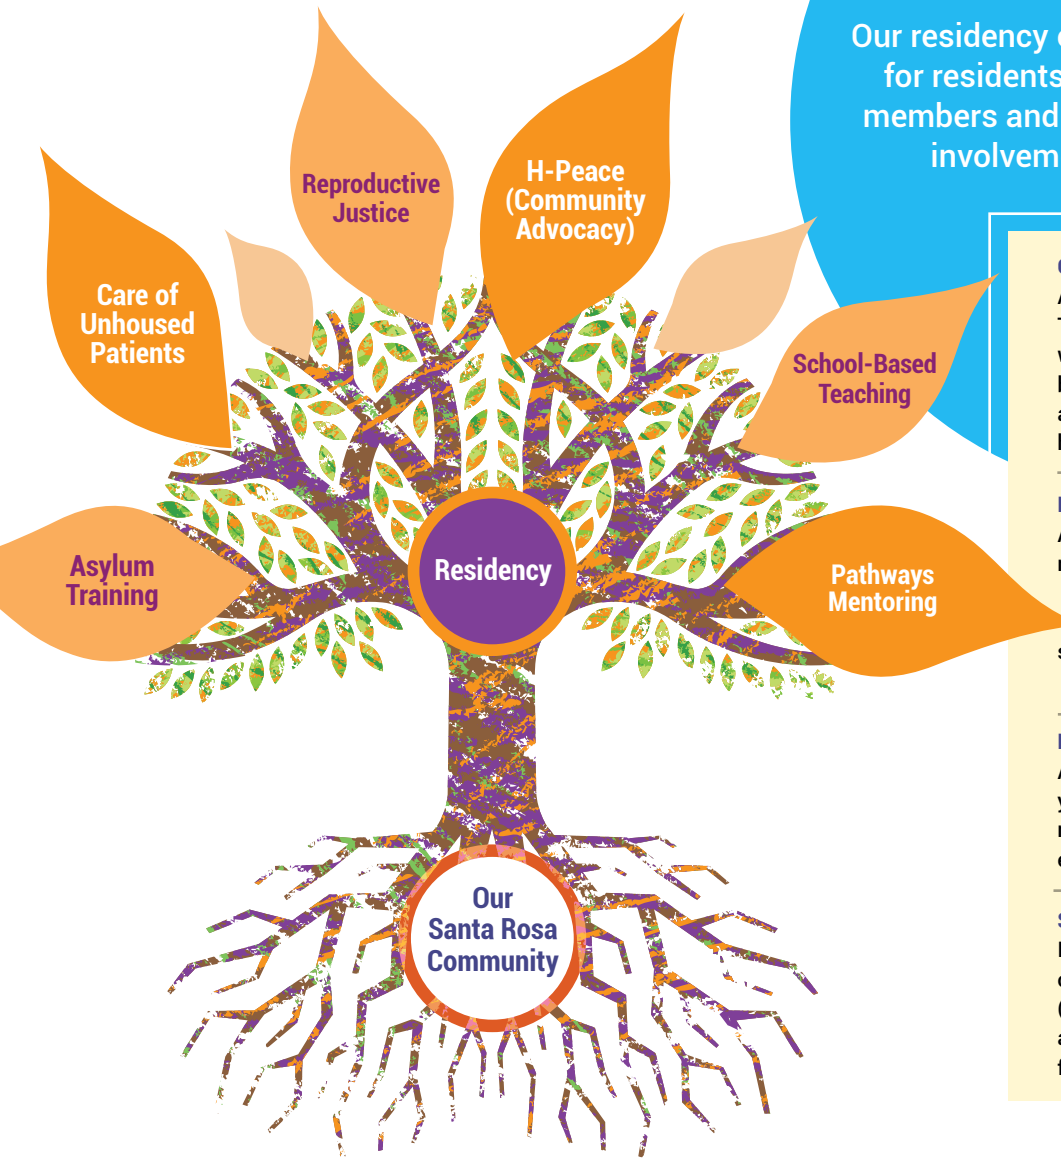 Our residency
for residents
members and
involvem
Reproductive
Justice
H-Peace
(Community
Advocacy)
Care of
Unhoused
Patients
School-Based
Teaching
Asylum
Training
Residency
Pathways
Mentoring
Our
Santa Rosa
Community